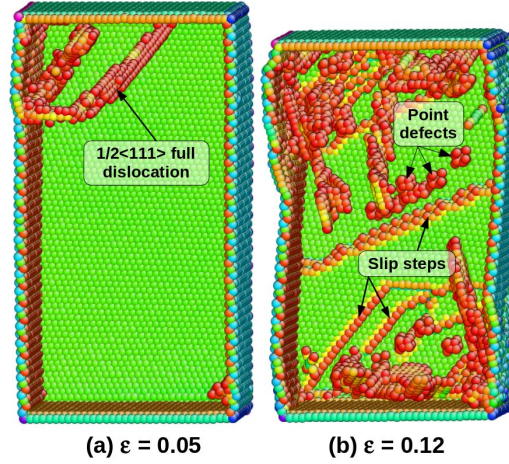 1/2<111> full
dislocation
Point
defects
Slip steps
(a) ε = 0.05
(b) ε = 0.12